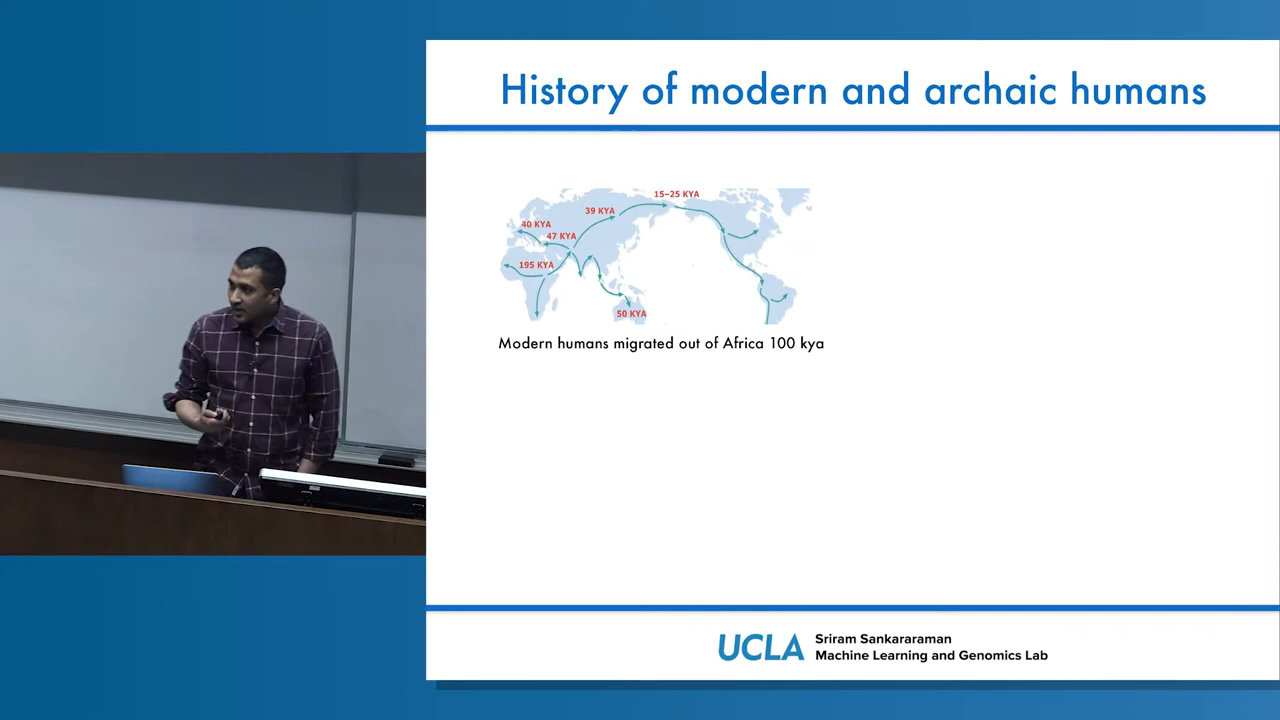 History of modern and archaic humans
15–25 KYA
39 KYA
40 KYA
47 KYA
195 KYA
50 KYA
Modern humans migrated out of Africa 100 kya
UCLA
Sriram Sankararaman
Machine Learning and Genomics Lab